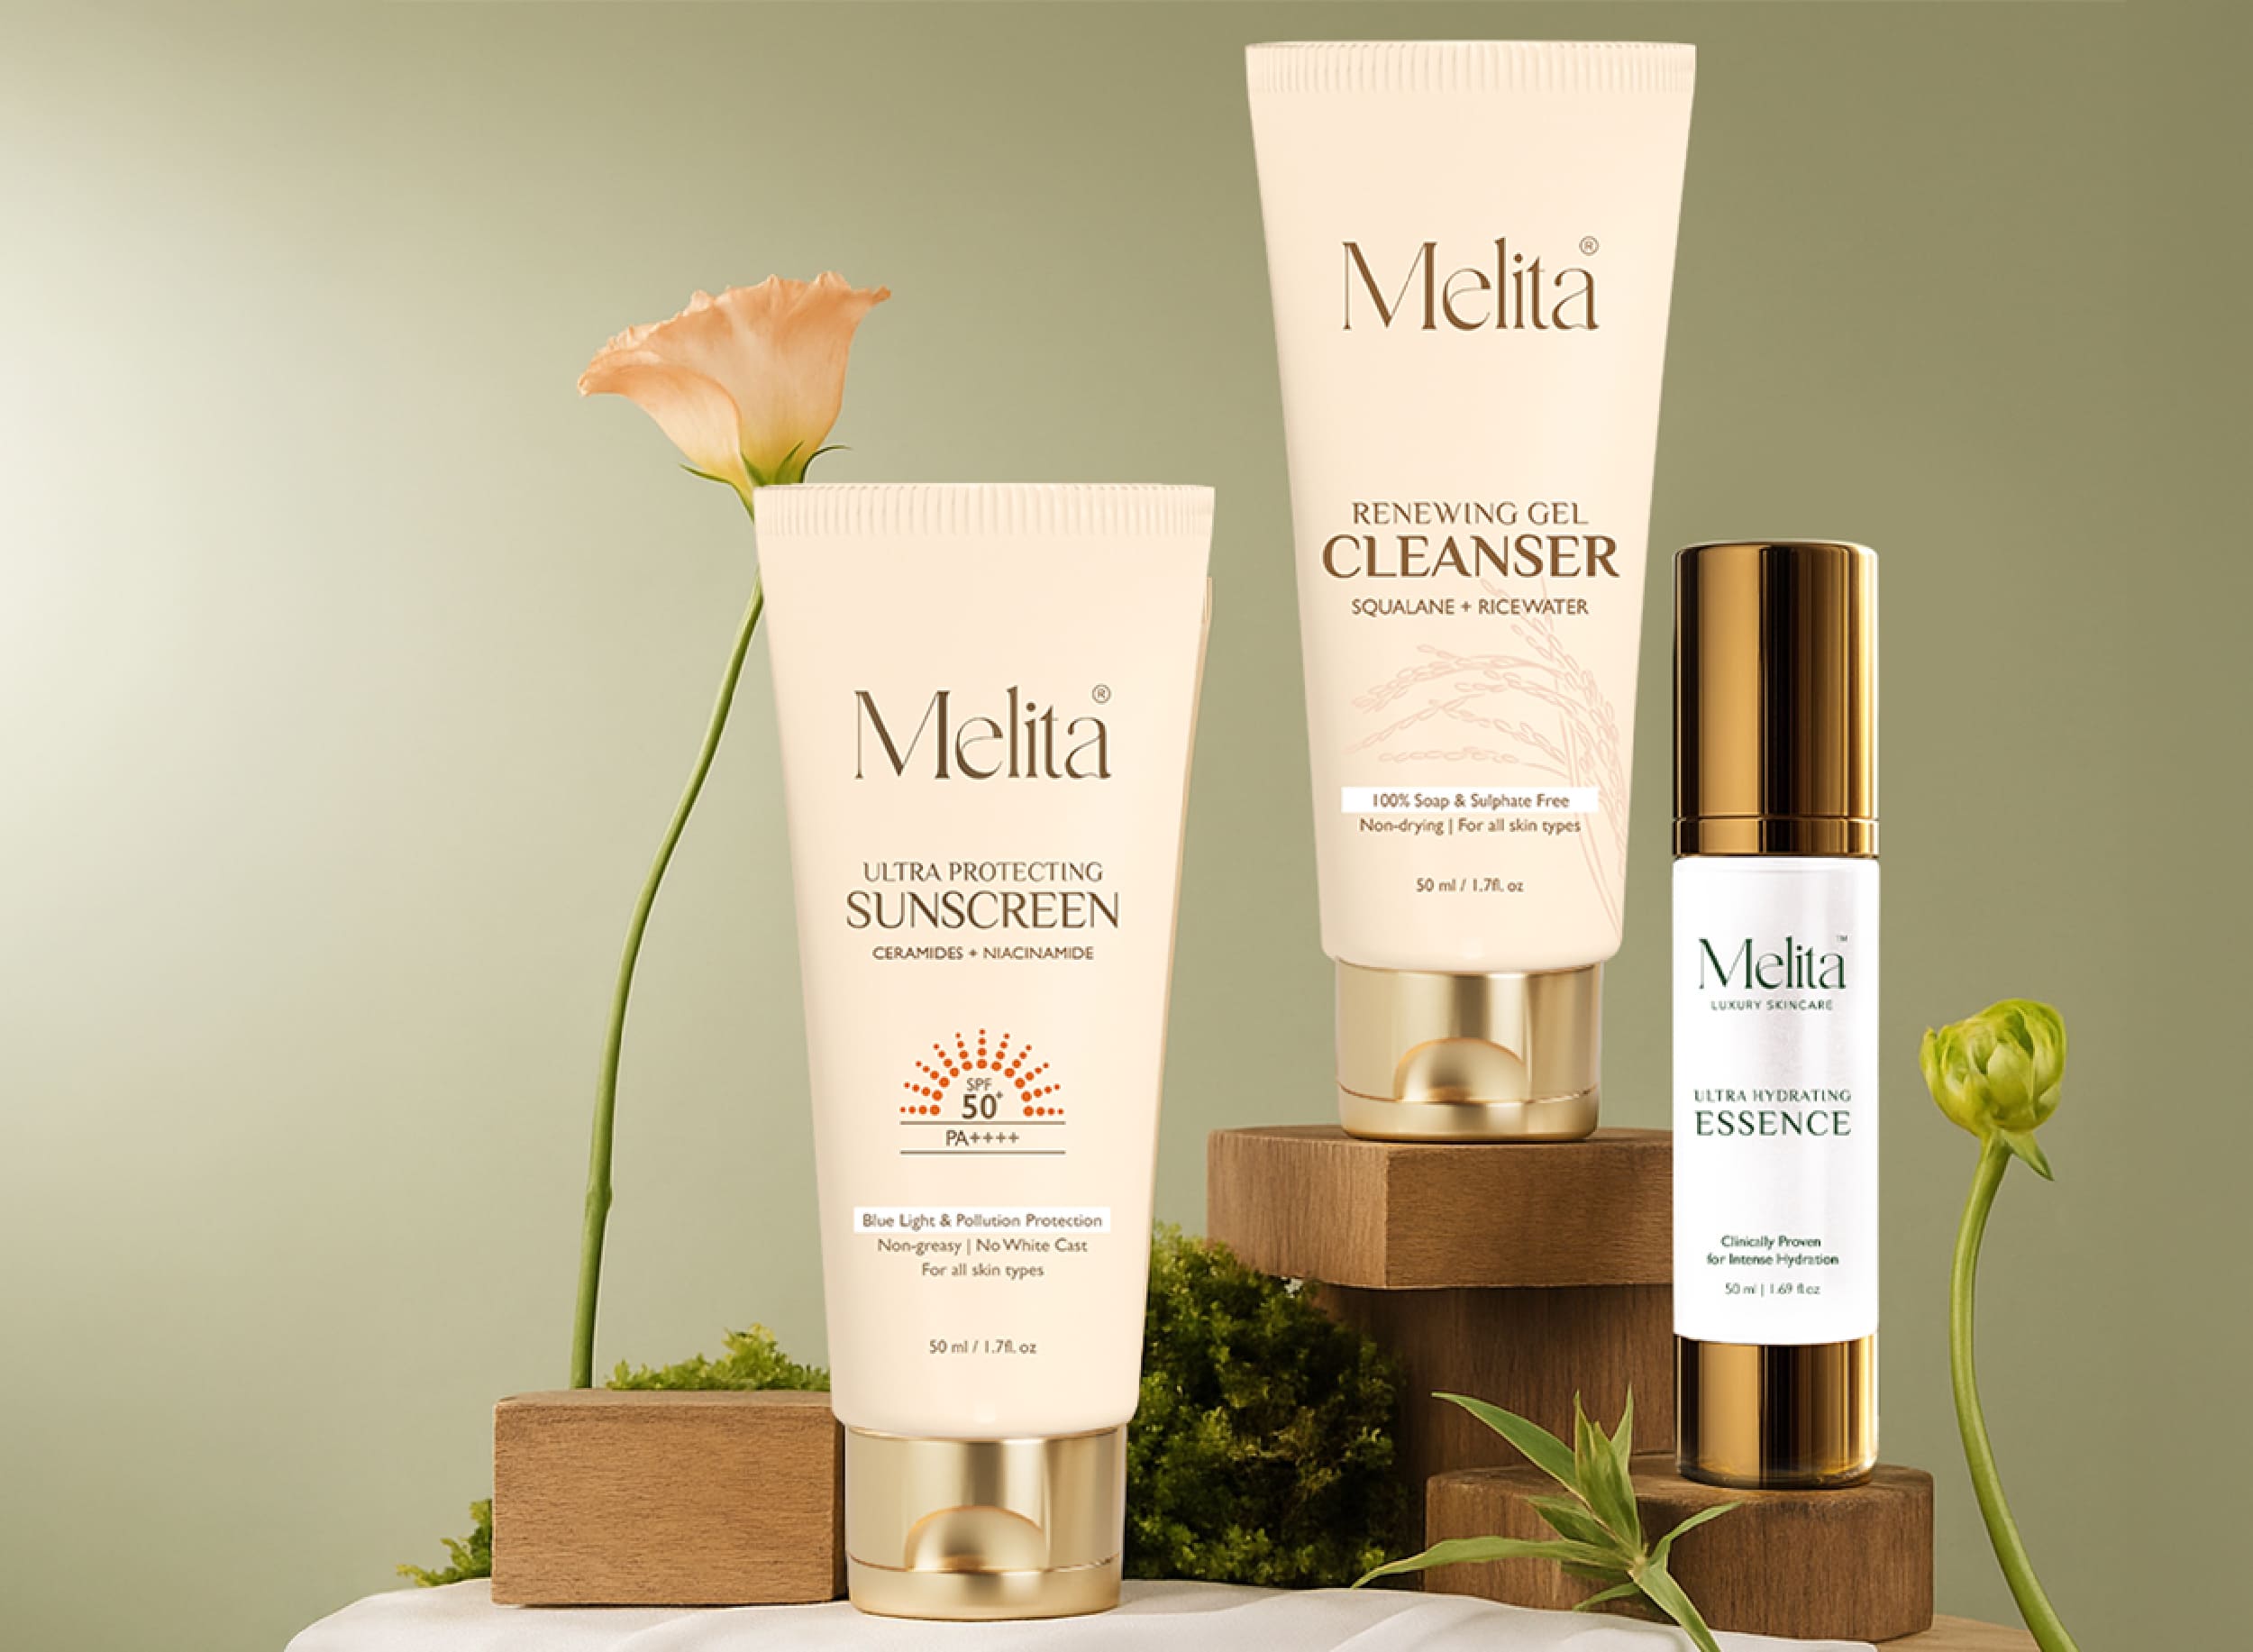 Melita®
ULTRA PROTECTING
SUNSCREEN
CERAMIDES + NIACINAMIDE
SPF
50+
PA++++
Blue Light & Pollution Protection
Non-greasy | No White Cast
For all skin types
50 ml / 1.7fl. oz
Melita®
RENEWING GEL
CLEANSER
SQUALANE + RICEWATER
100% Soap & Sulphate Free
Non-drying | For all skin types
50 ml / 1.7fl. oz
Melita™
LUXURY SKINCARE
ULTRA HYDRATING
ESSENCE
Clinically Proven
for Intense Hydration
50 ml | 1.69 fl oz